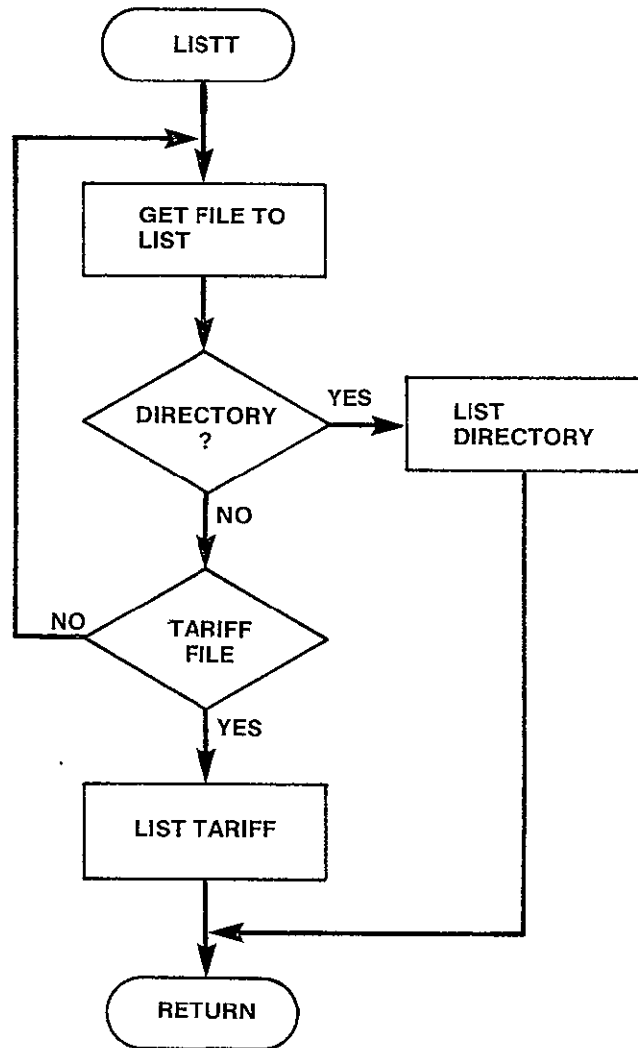 LISTT
GET FILE TO
LIST
DIRECTORY
?
YES
LIST
DIRECTORY
NO
NO
TARIFF
FILE
YES
LIST TARIFF
RETURN